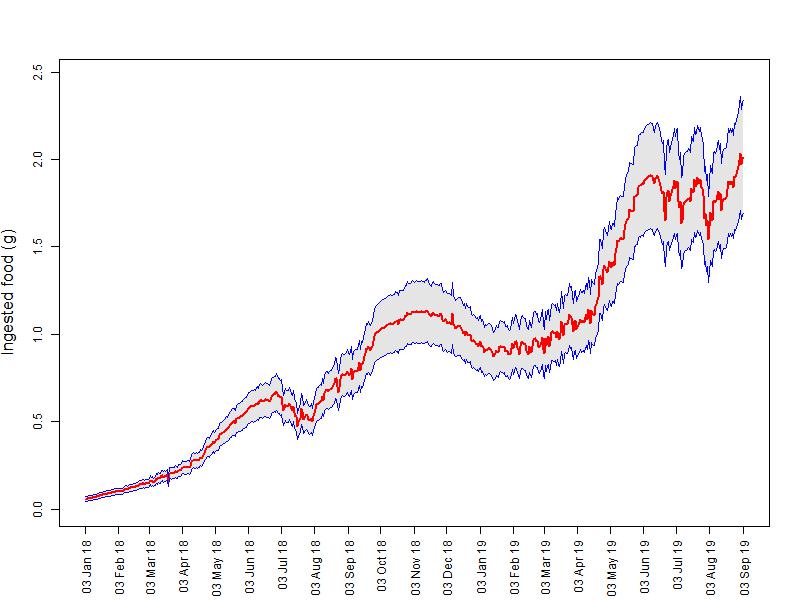 Ingested food (g)
2.5
2.0
1.5
1.0
0.5
0.0
03 Jan 18
03 Feb 18
03 Mar 18
03 Apr 18
03 May 18
03 Jun 18
03 Jul 18
03 Aug 18
03 Sep 18
03 Oct 18
03 Nov 18
03 Dec 18
03 Jan 19
03 Feb 19
03 Mar 19
03 Apr 19
03 May 19
03 Jun 19
03 Jul 19
03 Aug 19
03 Sep 19